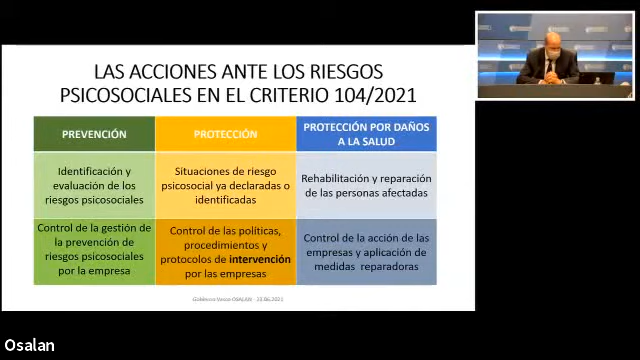 LAS ACCIONES ANTE LOS RIESGOS
PSICOSOCIALES EN EL CRITERIO 104/2021
PREVENCIÓN
PROTECCIÓN
PROTECCIÓN POR DAÑOS
A LA SALUD
Identificación y
evaluación de los
riesgos psicosociales
Situaciones de riesgo
psicosocial ya declaradas o
identificadas
Rehabilitación y reparación
de las personas afectadas
Control de la gestión de
la prevención de
riesgos psicosociales
por la empresa
Control de las políticas,
procedimientos y
protocolos de intervención
por las empresas
Control de la acción de las
empresas y aplicación de
medidas reparadoras
OSALAN
Osalan